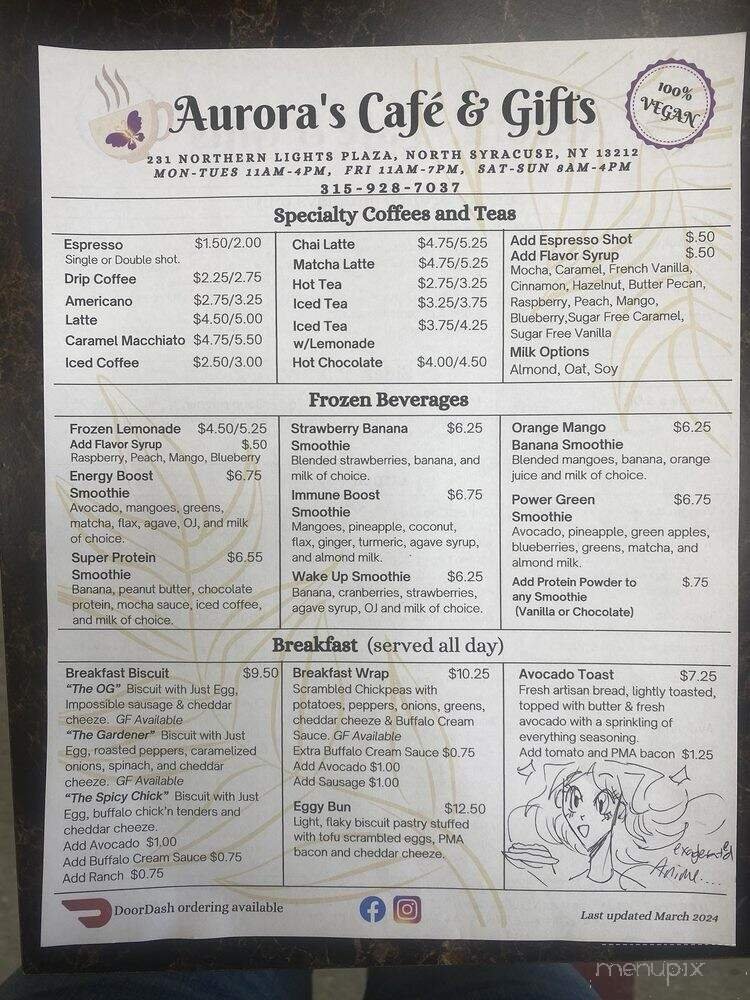 Aurora's Café & Gifts
100%
VEGAN
231 NORTHERN LIGHTS PLAZA, NORTH SYRACUSE, NY 13212
MON-TUES 11AM-4PM, FRI 11AM-7PM, SAT-SUN 8AM-4PM
315-928-7037
Specialty Coffees and Teas
Espresso $1.50/2.00
Single or Double shot.
Drip Coffee $2.25/2.75
Americano $2.75/3.25
Latte $4.50/5.00
Caramel Macchiato $4.75/5.50
Iced Coffee $2.50/3.00
Chai Latte $4.75/5.25
Matcha Latte $4.75/5.25
Hot Tea $2.75/3.25
Iced Tea $3.25/3.75
Iced Tea $3.75/4.25
w/Lemonade
Hot Chocolate $4.00/4.50
Add Espresso Shot $.50
Add Flavor Syrup $.50
Mocha, Caramel, French Vanilla,
Cinnamon, Hazelnut, Butter Pecan,
Raspberry, Peach, Mango,
Blueberry,Sugar Free Caramel,
Sugar Free Vanilla
Milk Options
Almond, Oat, Soy
Frozen Beverages
Frozen Lemonade $4.50/5.25
Add Flavor Syrup $.50
Raspberry, Peach, Mango, Blueberry
Energy Boost $6.75
Smoothie
Avocado, mangoes, greens,
matcha, flax, agave, OJ, and milk
of choice.
Super Protein $6.55
Smoothie
Banana, peanut butter, chocolate
protein, mocha sauce, iced coffee,
and milk of choice.
Strawberry Banana $6.25
Smoothie
Blended strawberries, banana, and
milk of choice.
Immune Boost $6.75
Smoothie
Mangoes, pineapple, coconut,
flax, ginger, turmeric, agave syrup,
and almond milk.
Wake Up Smoothie $6.25
Banana, cranberries, strawberries,
agave syrup, OJ and milk of choice.
Orange Mango $6.25
Banana Smoothie
Blended mangoes, banana, orange
juice and milk of choice.
Power Green $6.75
Smoothie
Avocado, pineapple, green apples,
blueberries, greens, matcha, and
almond milk.
Add Protein Powder to $.75
any Smoothie
(Vanilla or Chocolate)
Breakfast (served all day)
Breakfast Biscuit $9.50
"The OG" Biscuit with Just Egg,
Impossible sausage & cheddar
cheeze. GF Available
"The Gardener" Biscuit with Just
Egg, roasted peppers, caramelized
onions, spinach, and cheddar
cheeze. GF Available
"The Spicy Chick" Biscuit with Just
Egg, buffalo chick'n tenders and
cheddar cheeze.
Add Avocado $1.00
Add Buffalo Cream Sauce $0.75
Add Ranch $0.75
Breakfast Wrap $10.25
Scrambled Chickpeas with
potatoes, peppers, onions, greens,
cheddar cheeze & Buffalo Cream
Sauce. GF Available
Extra Buffalo Cream Sauce $0.75
Add Avocado $1.00
Add Sausage $1.00
Eggy Bun $12.50
Light, flaky biscuit pastry stuffed
with tofu scrambled eggs, PMA
bacon and cheddar cheeze.
Avocado Toast $7.25
Fresh artisan bread, lightly toasted,
topped with butter & fresh
avocado with a sprinkling of
everything seasoning.
Add tomato and PMA bacon $1.25
Anime....
DoorDash ordering available
Last updated March 2024
menupix